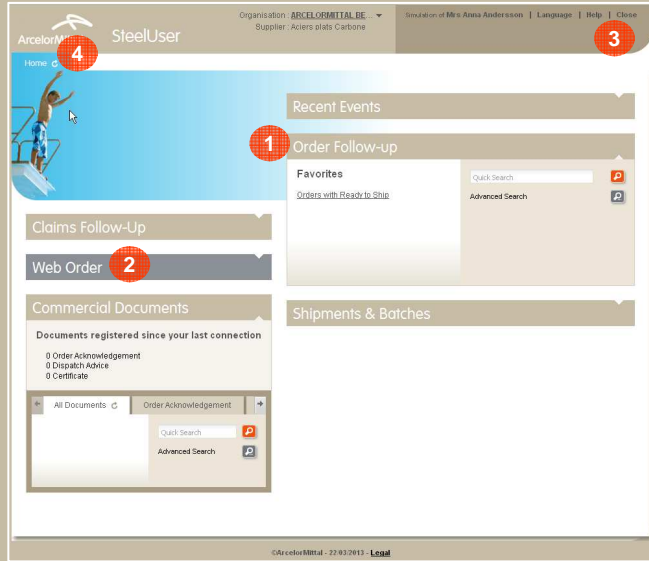 Organisation : ARCELORMITTAL BE...
Supplier : Aciers plats Carbone
Simulation of Mrs Anna Andersson | Language | Help | Close
3
SteelUser
4
Home
Recent Events
1
Order Follow-up
Favorites
Orders with Ready to Ship
Quick Search
Advanced Search
Claims Follow-Up
Web Order
2
Commercial Documents
Documents registered since your last connection
0 Order Acknowledgement
0 Dispatch Advice
0 Certificate
All Documents
Order Acknowledgement
Quick Search
Advanced Search
Shipments & Batches
©ArcelorMittal - 22/03/2013 - Legal